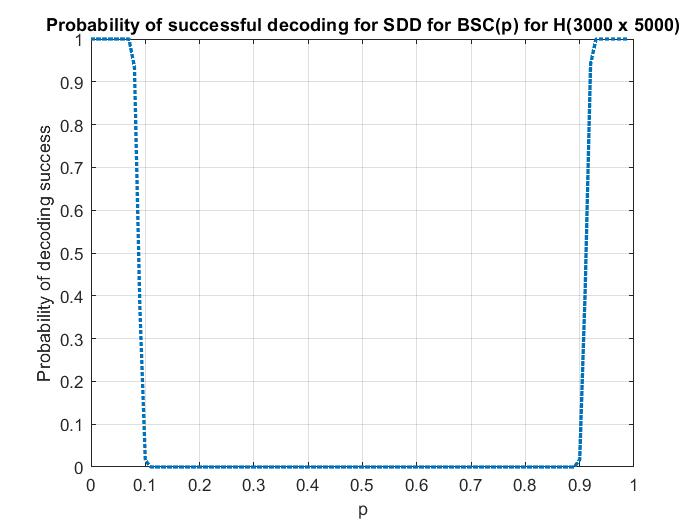 Probability of successful decoding for SDD for BSC(p) for H(3000 x 5000)
1
0.9
0.8
0.7
0.6
0.5
0.4
0.3
0.2
0.1
0
Probability of decoding success
0 0.1 0.2 0.3 0.4 0.5 0.6 0.7 0.8 0.9 1
p